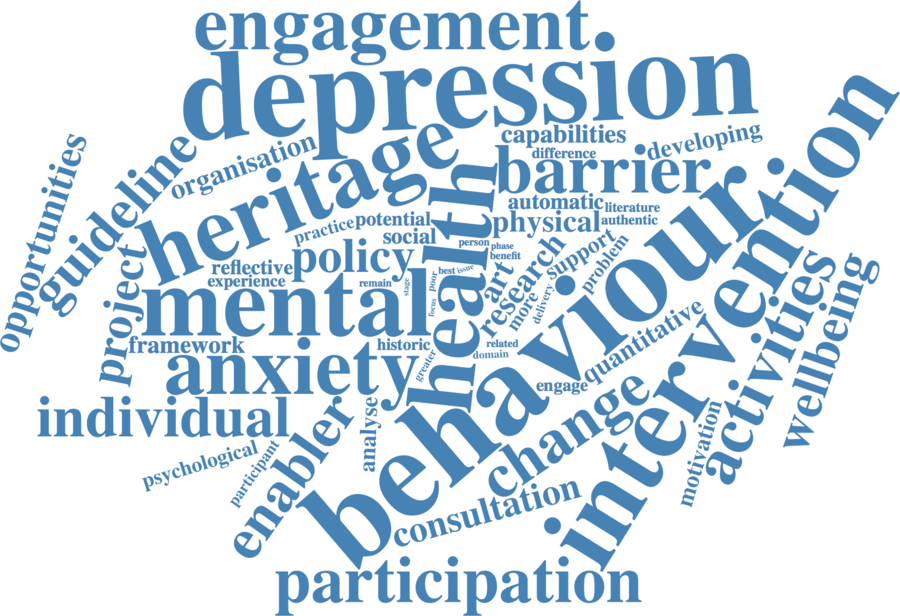 engagement
depression
capabilities
difference
developing
organisation
guideline
opportunities
heritage
barrier
automatic
literature
physical
authentic
practice
potential
social
person
phase
benefit
policy
reflective
experience
remain
stage
poor
focus
best
issue
health
art
research
more
delivery
support
problem
behaviour
intervention
project
mental
framework
historic
related
domain
greater
anxiety
engage
quantitative
activities
wellbeing
individual
enabler
analyse
change
motivation
psychological
participant
consultation
participation